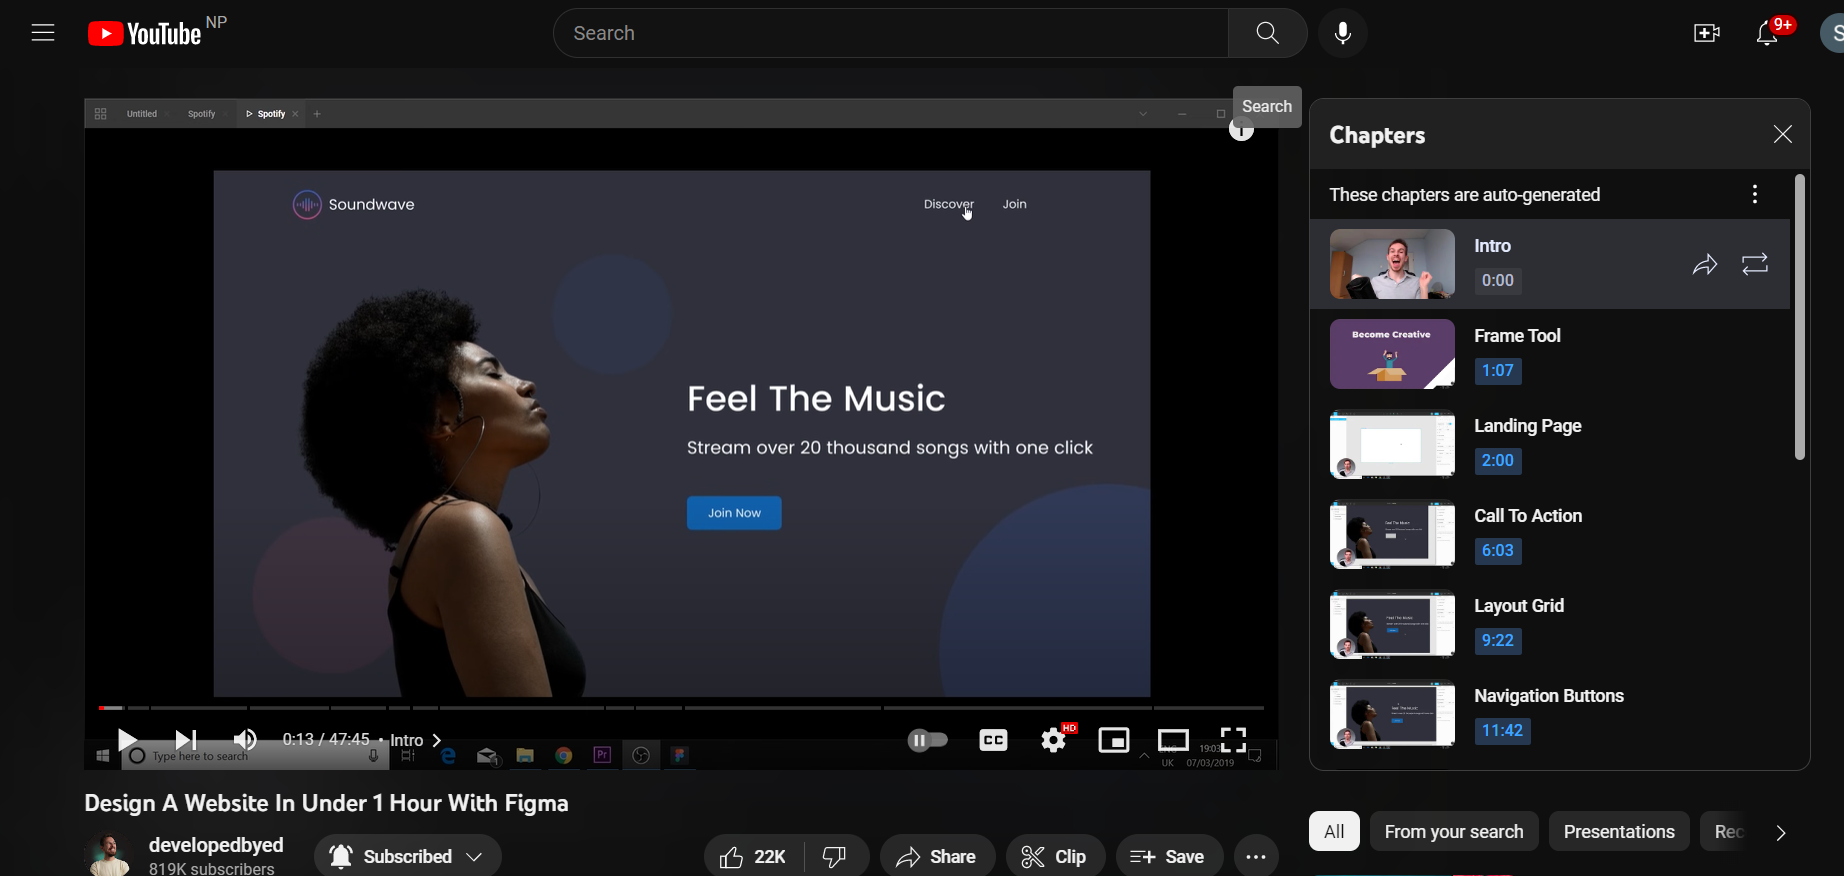 YouTube NP
Search
9+
S
Untitled
Spotify
Spotify
Search
Soundwave
Discover
Join
Feel The Music
Stream over 20 thousand songs with one click
Join Now
0:13 / 47:45 • Intro
CC
HD
Type here to search
Pr
19:03
UK
07/03/2019
Design A Website In Under 1 Hour With Figma
developedbyed
819K subscribers
Subscribed
22K
Share
Clip
Save
Chapters
These chapters are auto-generated
Intro
0:00
Become Creative
Frame Tool
1:07
Landing Page
2:00
Call To Action
6:03
Layout Grid
9:22
Navigation Buttons
11:42
All
From your search
Presentations